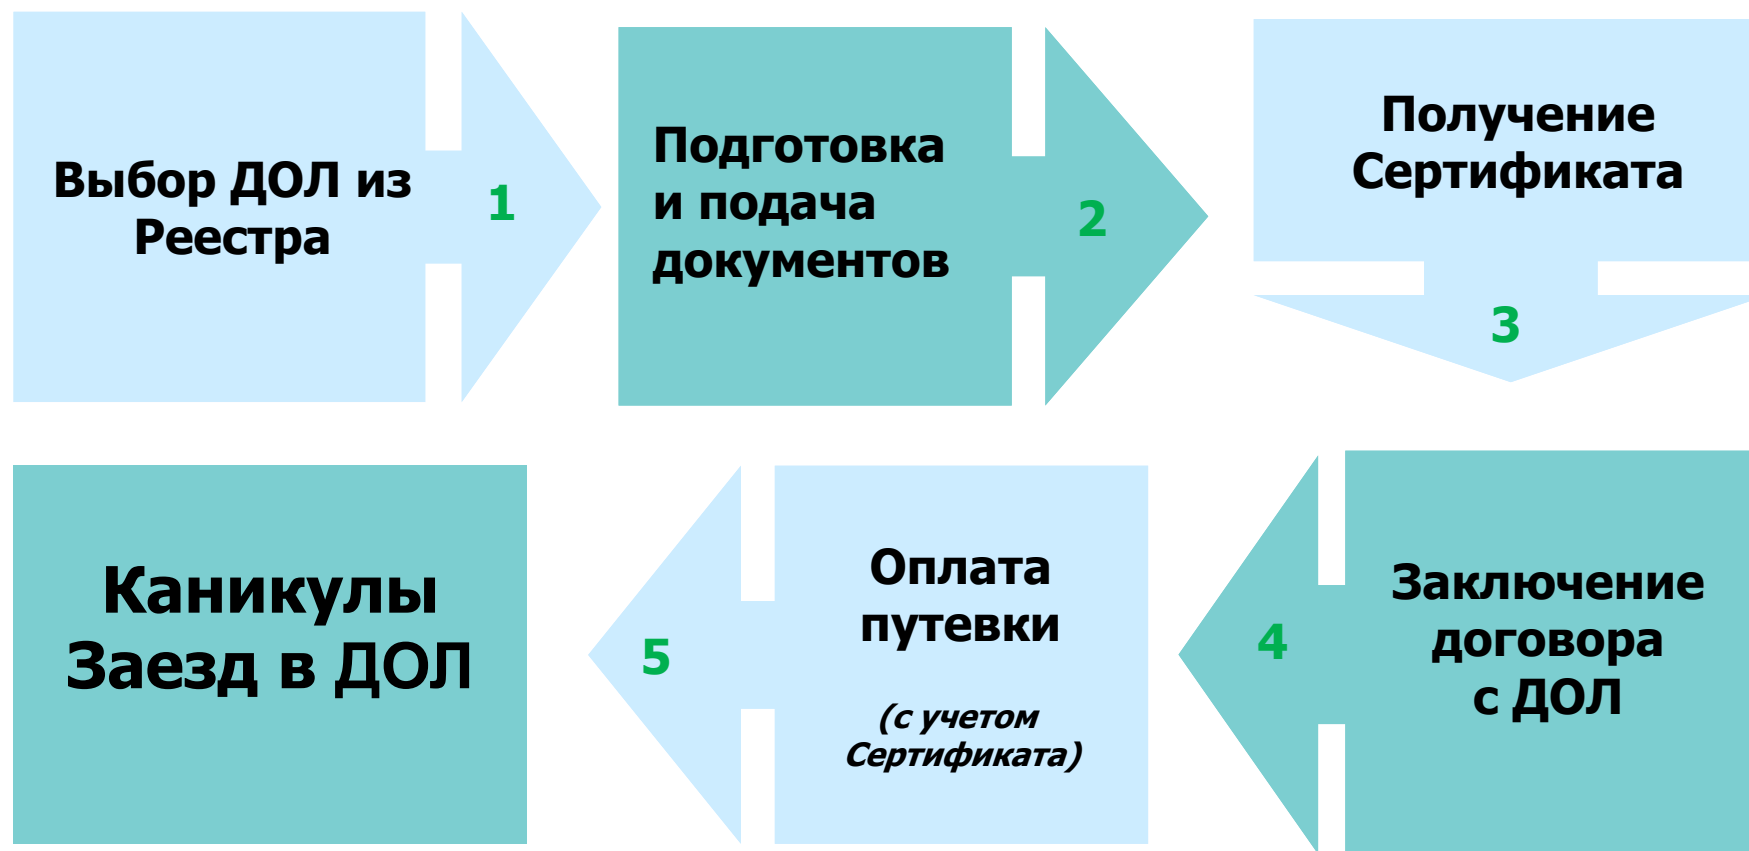 Выбор ДОЛ из
Реестра
1
Подготовка
и подача
документов
2
Получение
Сертификата
3
Заключение
договора
с ДОЛ
4
Оплата
путевки
(с учетом
Сертификата)
5
Каникулы
Заезд в ДОЛ